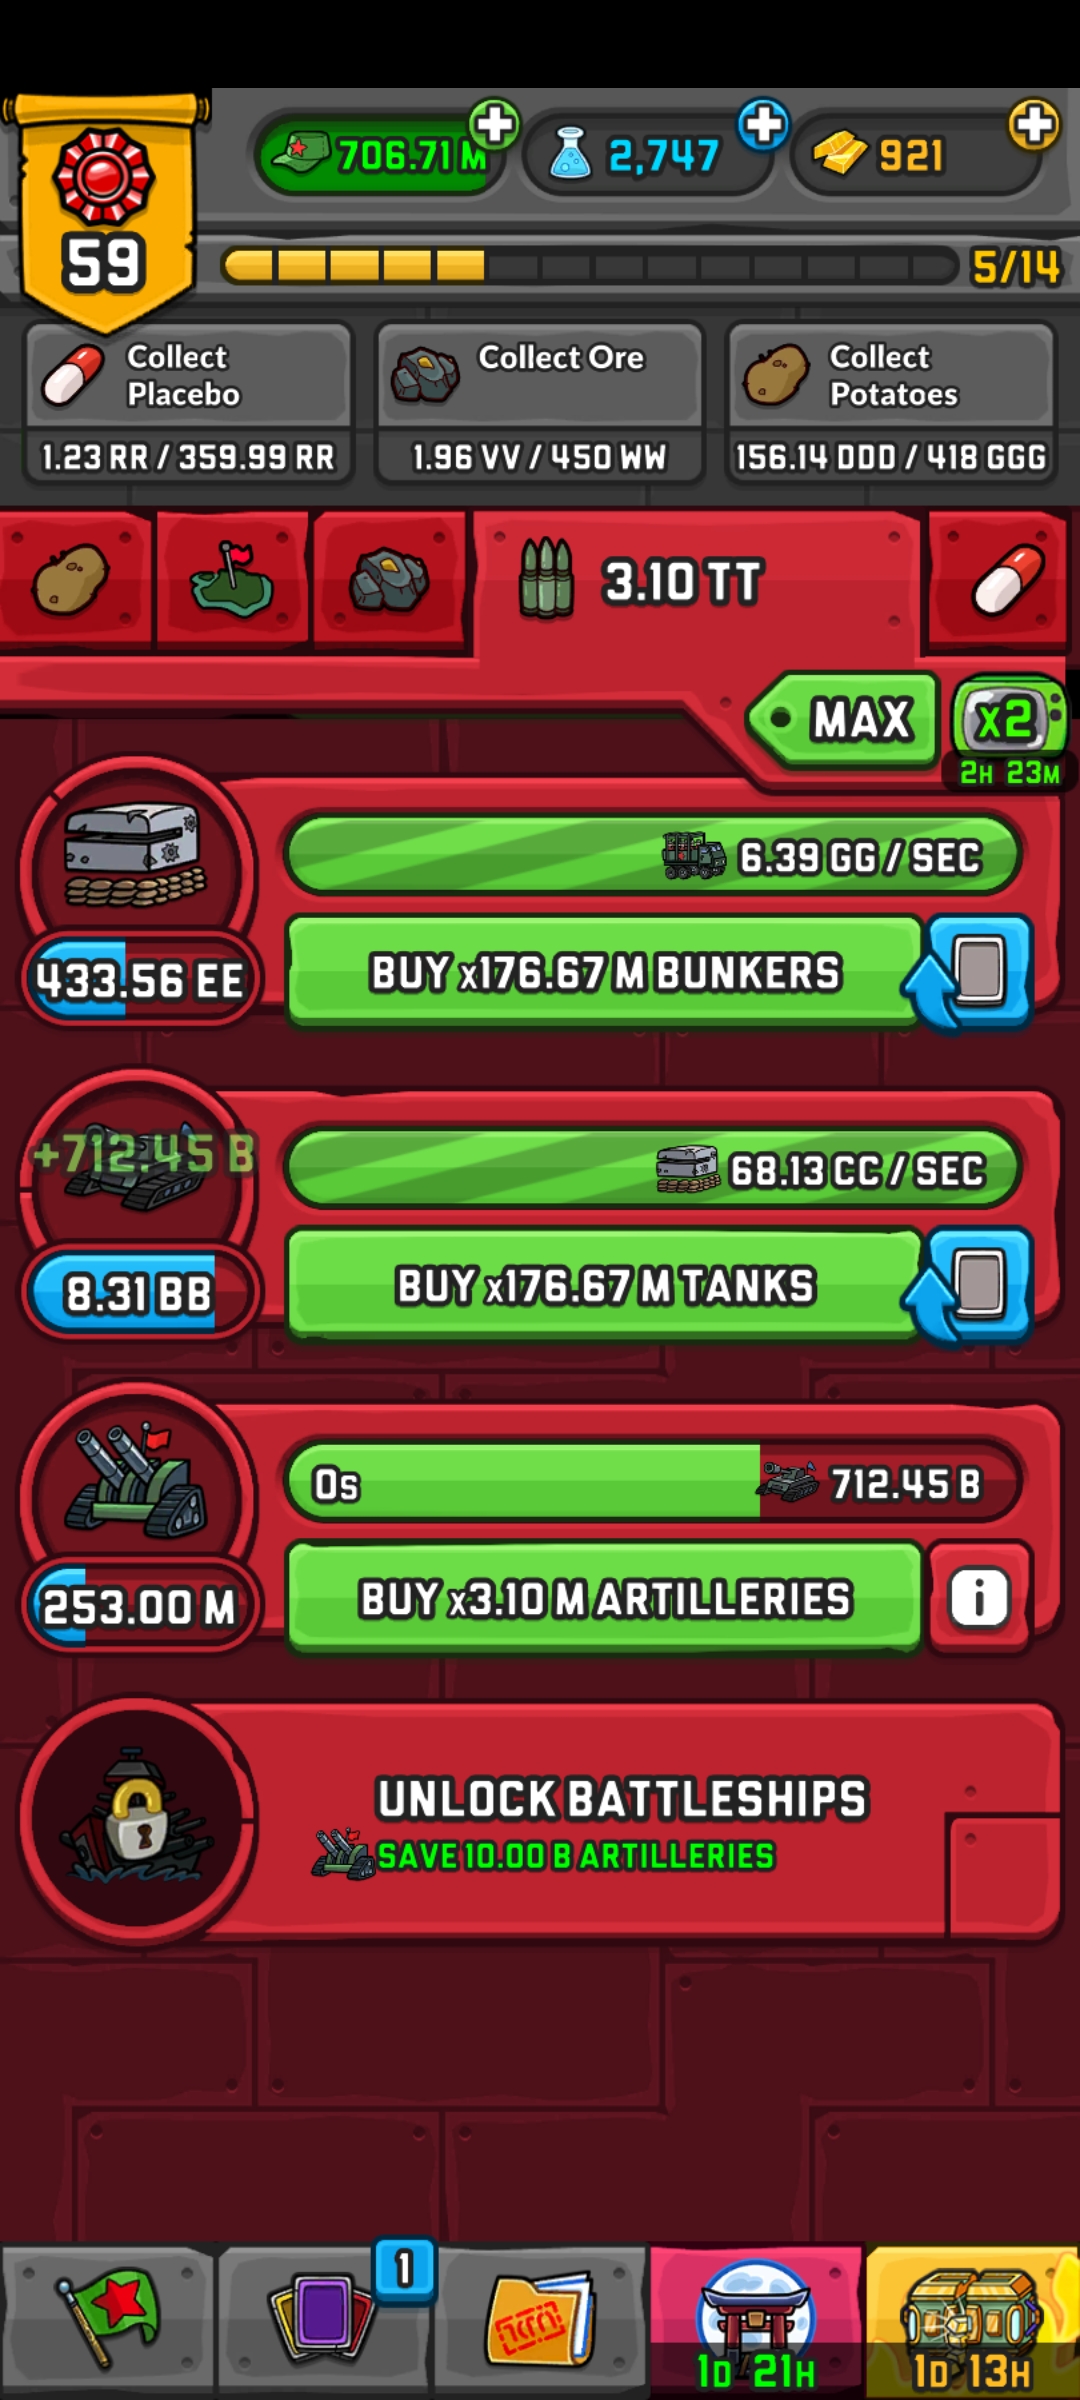 706.71 M
2,747
921
59
5/14
Collect Placebo
1.23 RR / 359.99 RR
Collect Ore
1.96 VV / 450 WW
Collect Potatoes
156.14 DDD / 418 GGG
3.10 TT
MAX
x2
2H 23M
6.39 GG / SEC
433.56 EE
BUY x176.67 M BUNKERS
+712.45 B
68.13 CC / SEC
8.31 BB
BUY x176.67 M TANKS
0s
712.45 B
253.00 M
BUY x3.10 M ARTILLERIES
i
UNLOCK BATTLESHIPS
SAVE 10.00 B ARTILLERIES
1
1D 21H
1D 13H